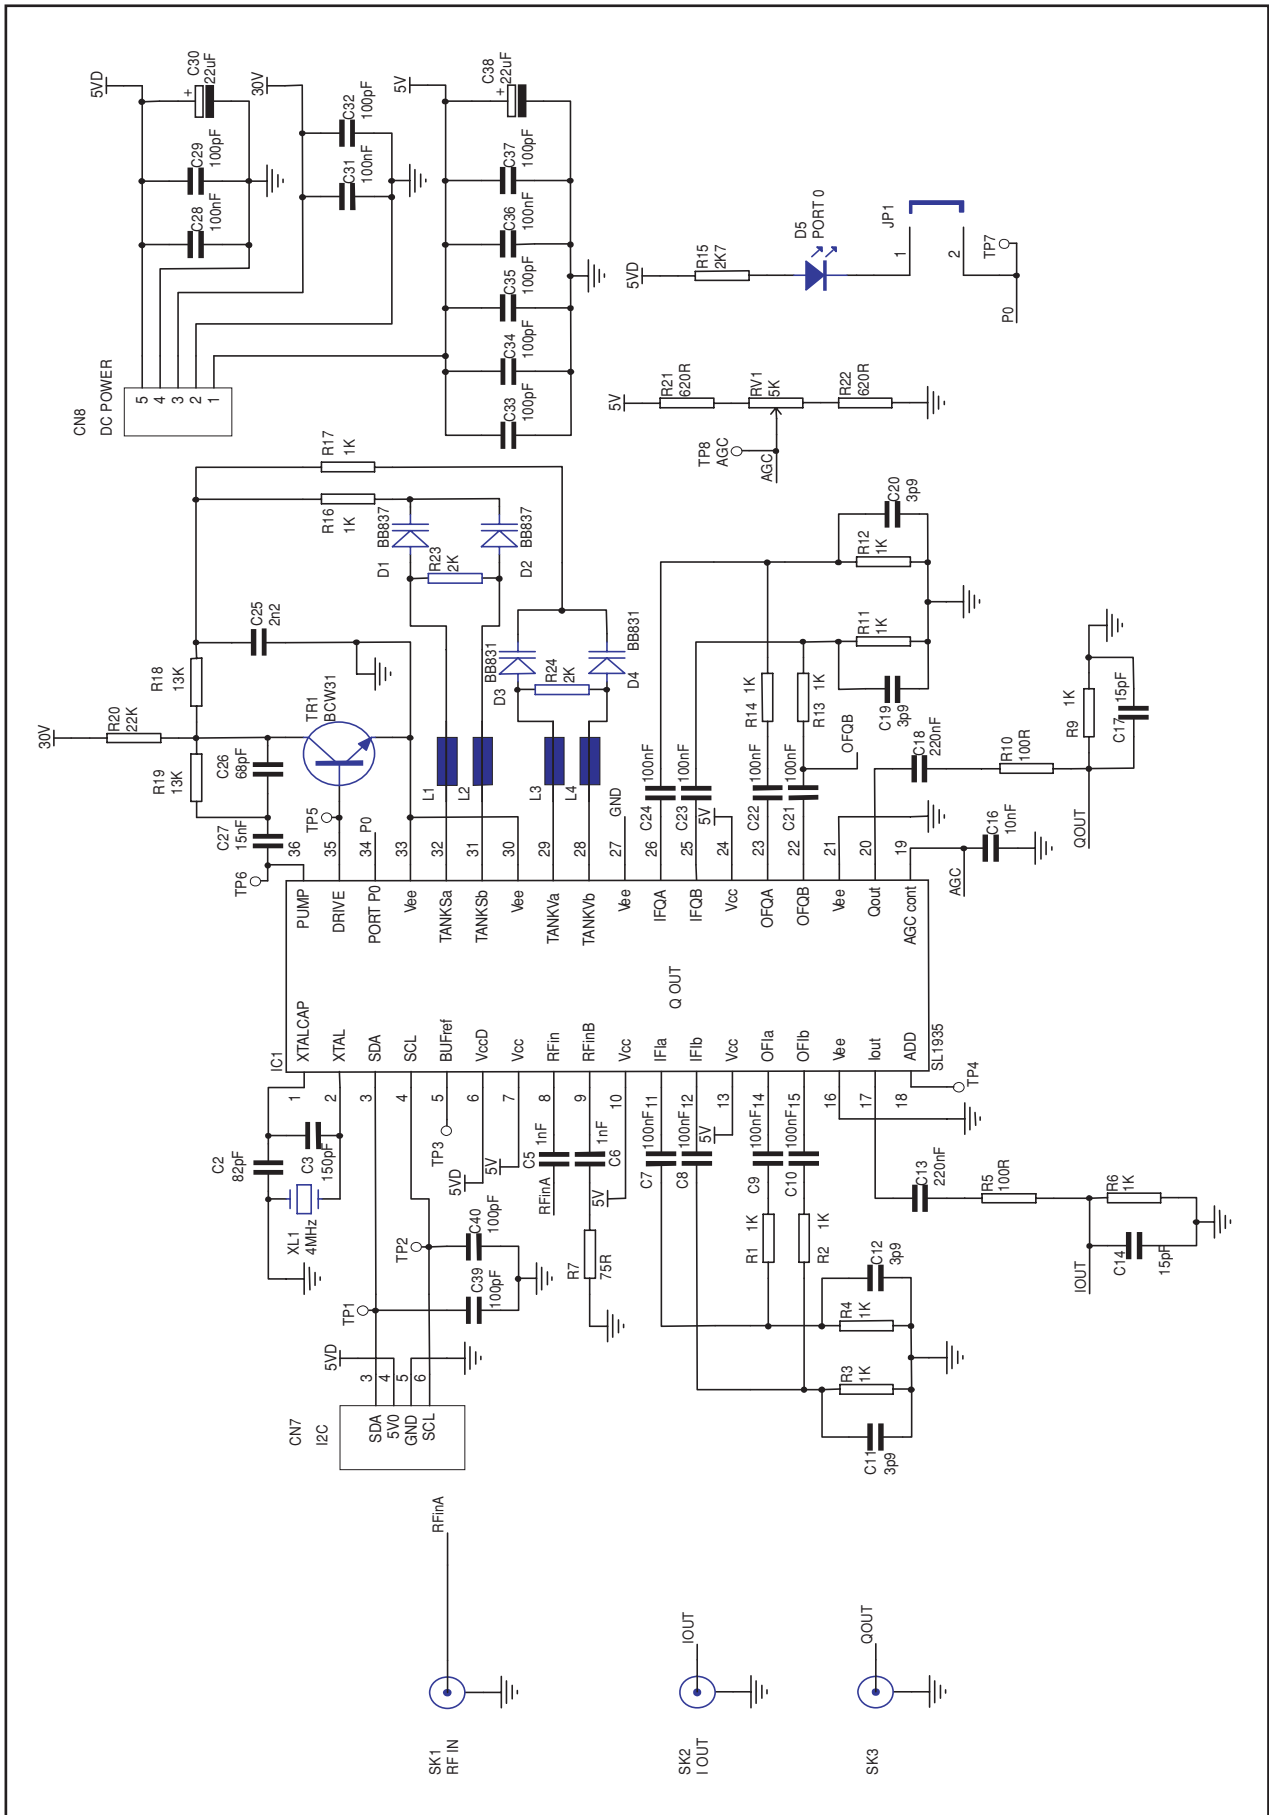 CN8
DC POWER
5
4
3
2
1
5VD
C28
100nF
C29
100pF
+
C30
22uF
30V
C31
100nF
C32
100pF
5V
C33
100pF
C34
100pF
C35
100pF
C36
100nF
C37
100pF
+
C38
22uF
5VD
R15
2K7
D5
PORT 0
JP1
1
2
TP7
P0
5V
R21
620R
RV1
5K
R22
620R
TP8
AGC
AGC
30V
R20
22K
R18
13K
R19
13K
C25
2n2
R16
1K
R17
1K
C26
68pF
C27
15nF
TR1
BCW31
TP5
TP6
P0
D1
BB837
R23
2K
D2
BB837
D3
BB831
R24
2K
D4
BB831
L1
L2
L3
L4
GND
C24
100nF
C23
100nF
5V
C22
100nF
C21
100nF
R14
1K
R13
1K
OFQB
C19
3p9
R11
1K
R12
1K
C20
3p9
C18
220nF
R10
100R
R9
1K
C17
15pF
QOUT
AGC
C16
10nF
36
35
34
33
32
31
30
29
28
27
26
25
24
23
22
21
20
19
PUMP
DRIVE
PORT P0
Vee
TANKSa
TANKSb
Vee
TANKVa
TANKVb
Vee
IFQA
IFQB
Vcc
OFQA
OFQB
Vee
Qout
AGC cont
Q OUT
IC1
XTALCAP
XTAL
SDA
SCL
BUFref
VccD
Vcc
RFin
RFinB
Vcc
IFIa
IFIb
Vcc
OFIa
OFIb
Vee
Iout
ADD
SL1935
1
2
3
4
5
6
7
8
9
10
11
12
13
14
15
16
17
18
TP4
C2
82pF
C3
150pF
XL1
4MHz
TP3
5VD
5V
C5
1nF
RFinA
C6
1nF
5V
R7
75R
C7
100nF
C8
100nF
5V
C9
100nF
C10
100nF
R1
1K
R2
1K
C13
220nF
R5
100R
R6
1K
C14
15pF
IOUT
TP2
C40
100pF
TP1
C39
100pF
C12
3p9
R4
1K
R3
1K
C11
3p9
CN7
I2C
SDA
5V0
GND
SCL
3
4
5
6
5VD
RFinA
SK1
RF IN
IOUT
SK2
I OUT
QOUT
SK3